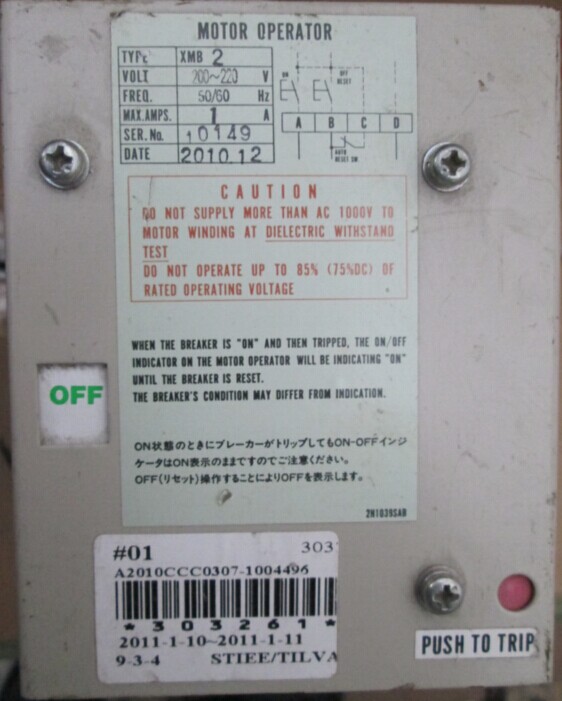 MOTOR OPERATOR
TYPE XMB 2
VOLT. 200~220 V
FREQ. 50/60 Hz
MAX.AMPS. 1 A
SER. No. 10149
DATE 2010.12
ON
OFF
RESET
A B C D
AUTO
RESET SW
CAUTION
DO NOT SUPPLY MORE THAN AC 1000V TO
MOTOR WINDING AT DIELECTRIC WITHSTAND
TEST
DO NOT OPERATE UP TO 85% (75%DC) OF
RATED OPERATING VOLTAGE
WHEN THE BREAKER IS "ON" AND THEN TRIPPED, THE ON/OFF
INDICATOR ON THE MOTOR OPERATOR WILL BE INDICATING "ON"
UNTIL THE BREAKER IS RESET.
THE BREAKER'S CONDITION MAY DIFFER FROM INDICATION.
OFF
ON状態のときにブレーカーがトリップしてもON-OFFインジ
ケータはON表示のままですのでご注意ください。
OFF(リセット)操作することによりOFFを表示します。
2N1039SAB
#01 303
A2010CCC0307-1004496
*303261*
2011-1-10~2011-1-11
9-3-4 STIEE/TILVA
PUSH TO TRIP